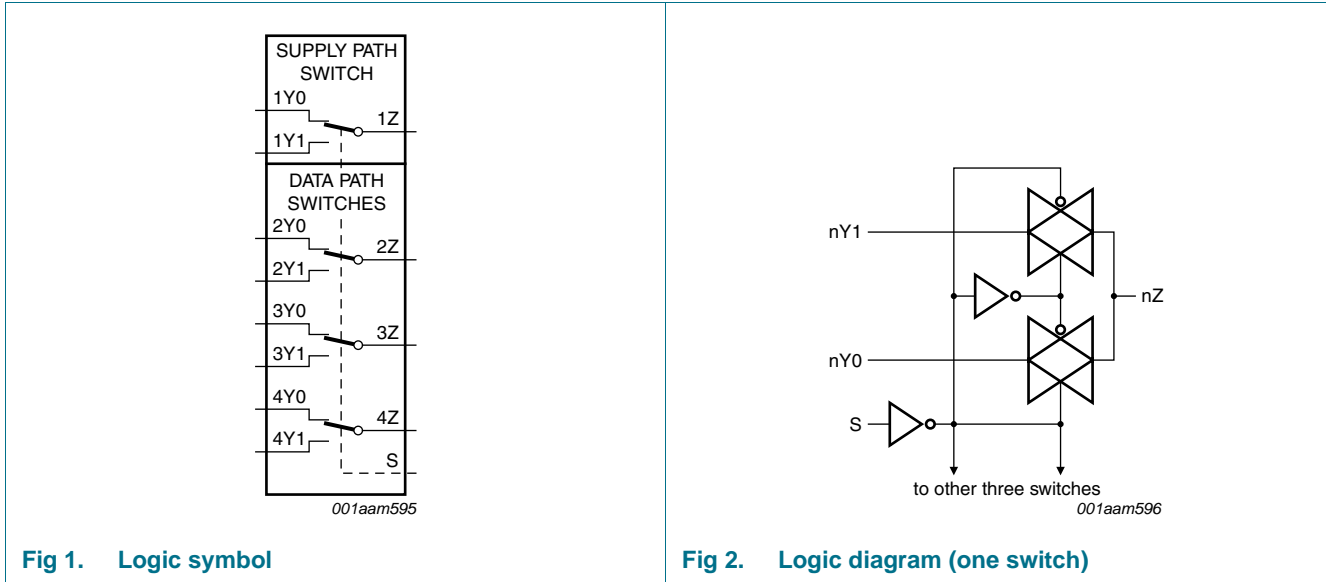 SUPPLY PATH
SWITCH
1Y0
1Z
1Y1
DATA PATH
SWITCHES
2Y0
2Z
2Y1
3Y0
3Z
3Y1
4Y0
4Z
4Y1
S
001aam595
Fig 1. Logic symbol
nY1
nZ
nY0
S
to other three switches
001aam596
Fig 2. Logic diagram (one switch)